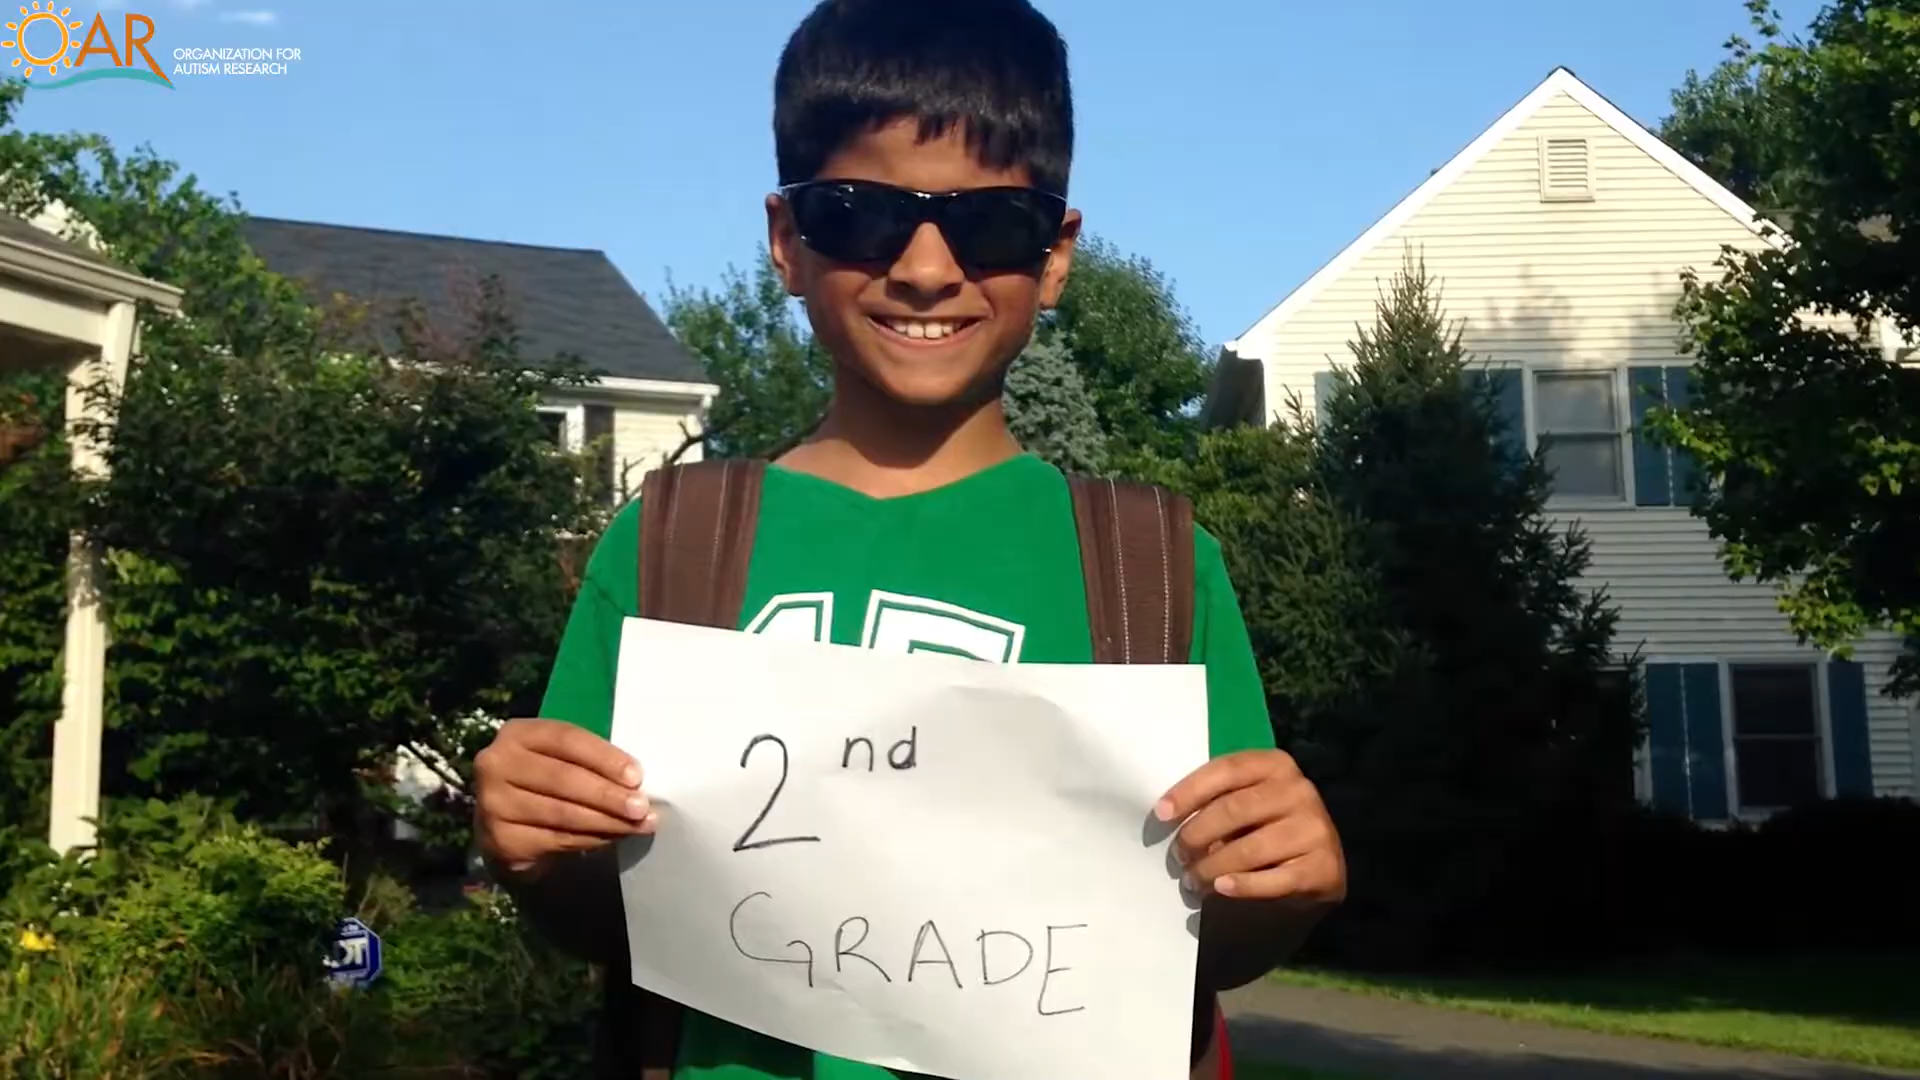 OAR
ORGANIZATION FOR
AUTISM RESEARCH
2nd
GRADE